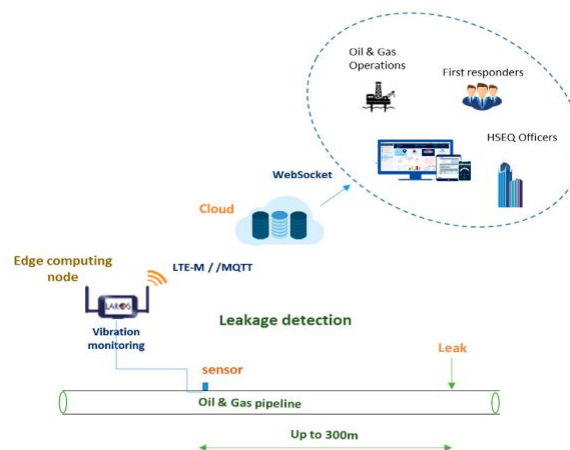 Oil & Gas
Operations
First responders
HSEQ Officers
WebSocket
Cloud
Edge computing
node
LTE-M / /MQTT
LAROS
Vibration
monitoring
Leakage detection
sensor
Leak
Oil & Gas pipeline
Up to 300m